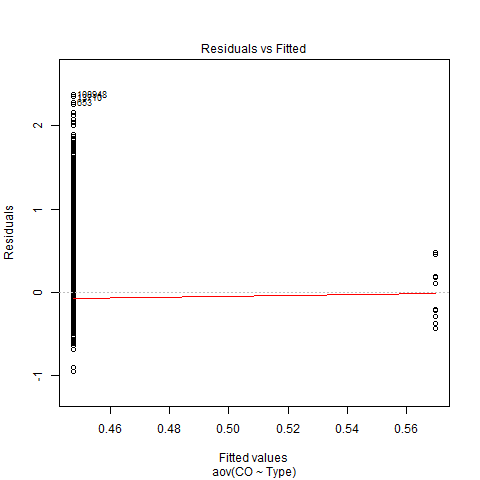 Residuals vs Fitted
2
1
0
-1
Residuals
0.46 0.48 0.50 0.52 0.54 0.56
Fitted values
aov(CO ~ Type)